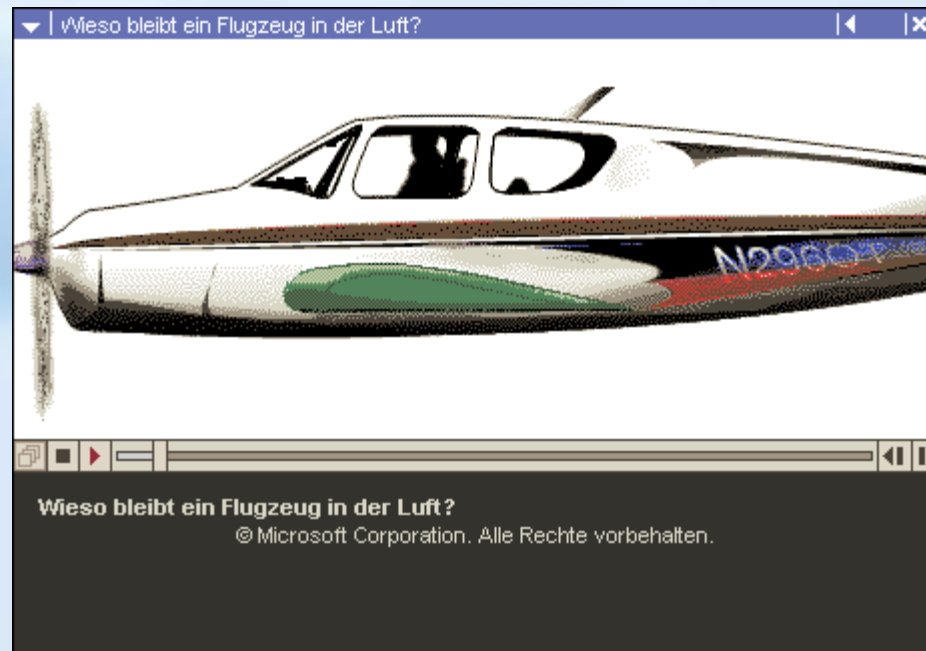 Wieso bleibt ein Flugzeug in der Luft?
Wieso bleibt ein Flugzeug in der Luft?
© Microsoft Corporation. Alle Rechte vorbehalten.